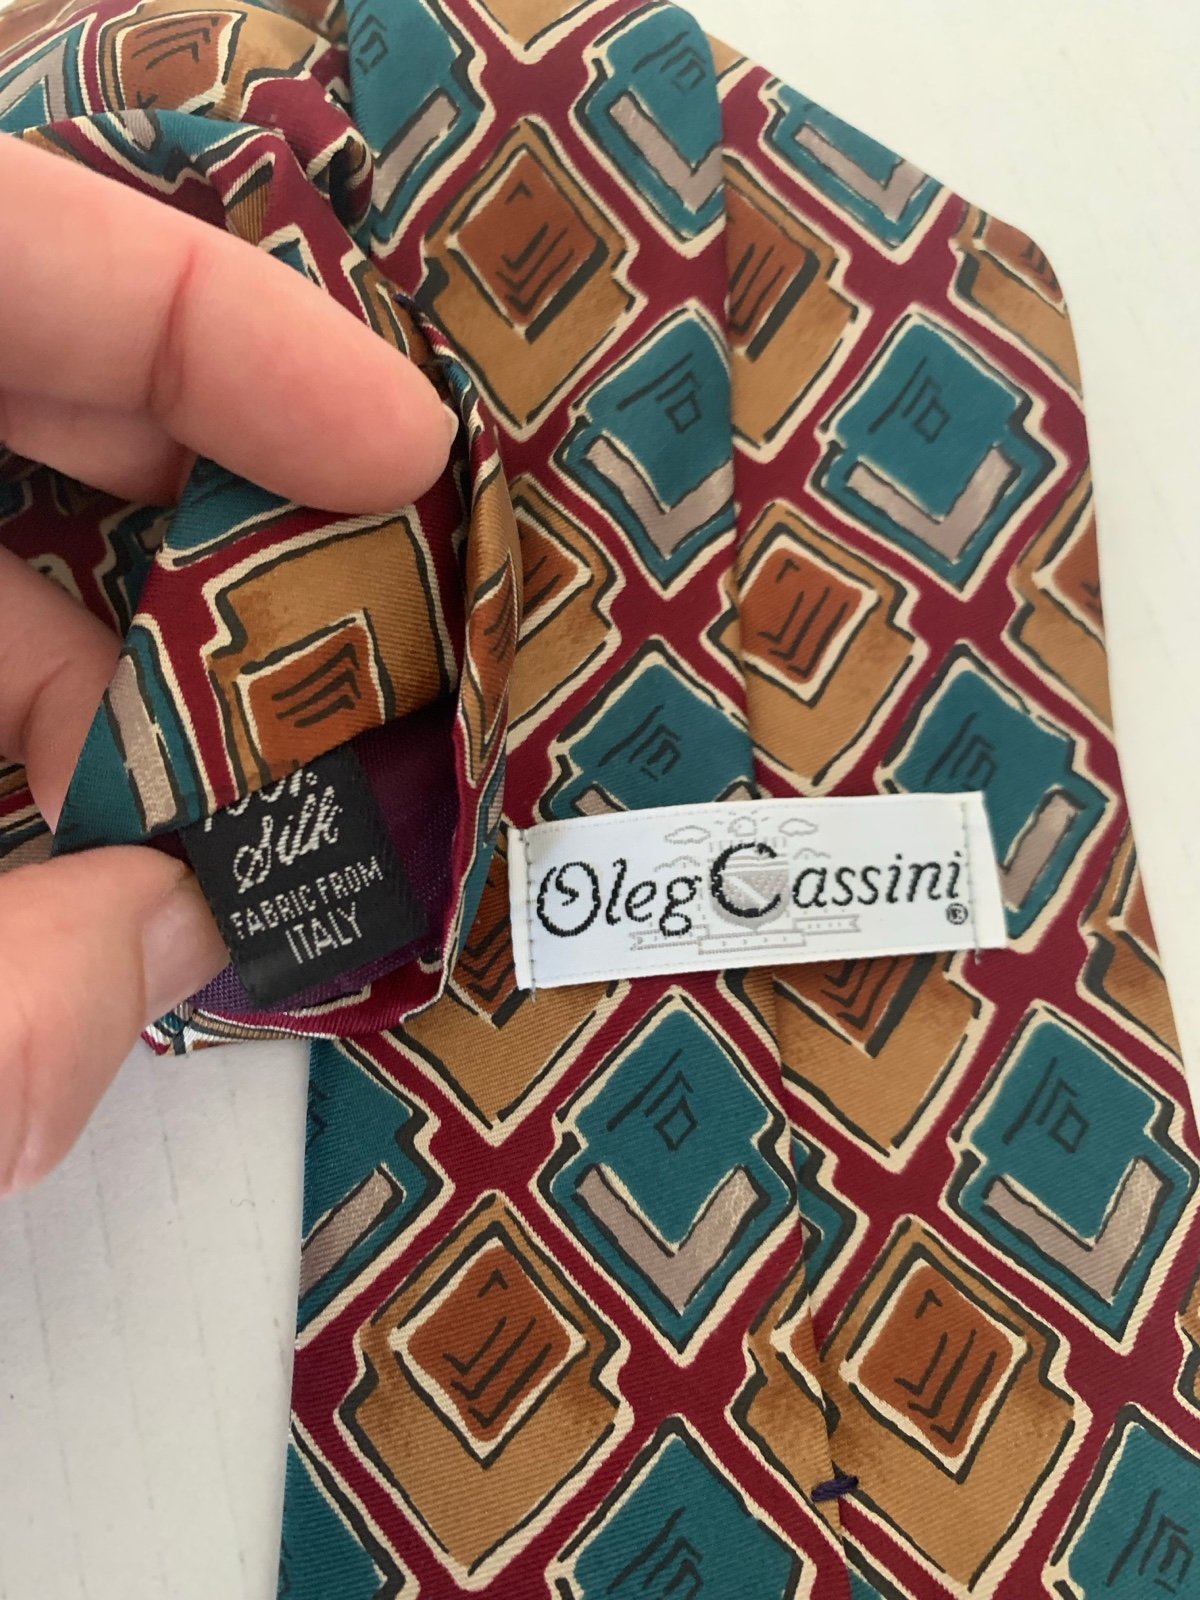 Silk
FABRIC FROM
ITALY
Oleg Cassini ®